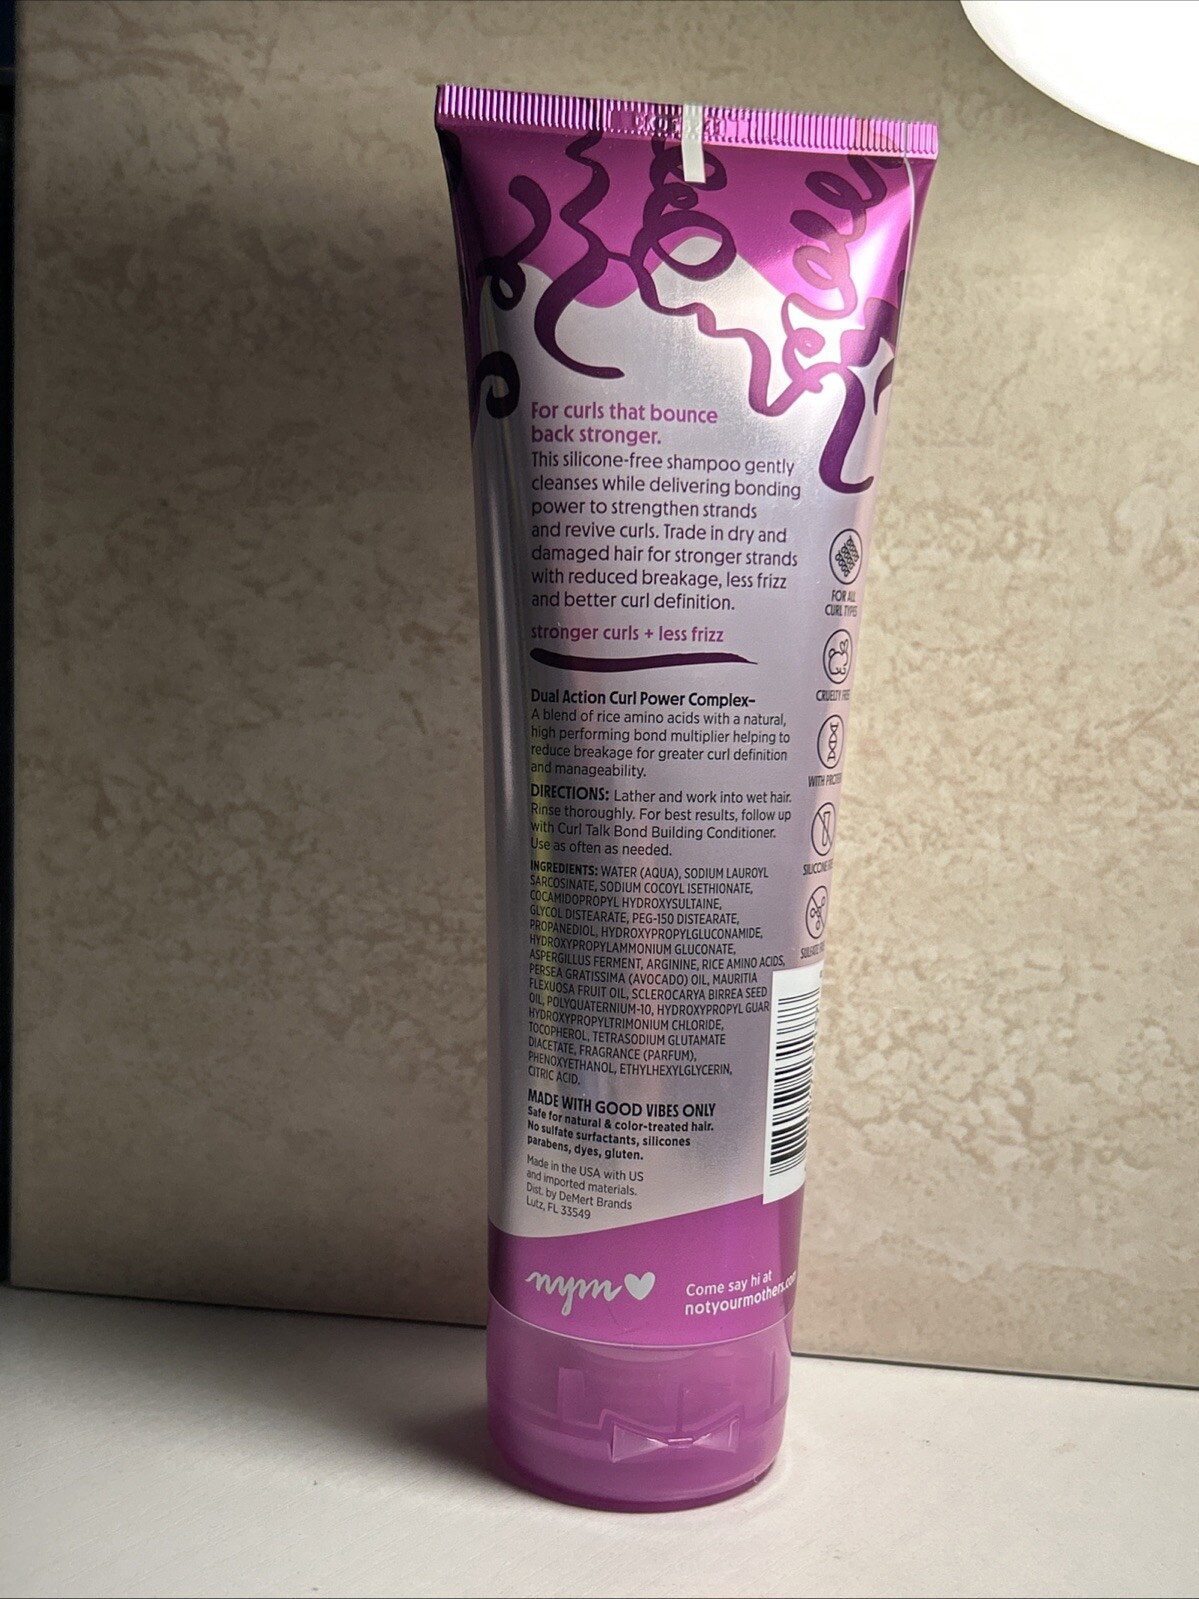 For curls that bounce
back stronger.
This silicone-free shampoo gently
cleanses while delivering bonding
power to strengthen strands
and revive curls. Trade in dry and
damaged hair for stronger strands
with reduced breakage, less frizz
and better curl definition.
stronger curls + less frizz
Dual Action Curl Power Complex–
A blend of rice amino acids with a natural,
high performing bond multiplier helping to
reduce breakage for greater curl definition
and manageability.
DIRECTIONS: Lather and work into wet hair.
Rinse thoroughly. For best results, follow up
with Curl Talk Bond Building Conditioner.
Use as often as needed.
INGREDIENTS: WATER (AQUA), SODIUM LAUROYL
SARCOSINATE, SODIUM COCOYL ISETHIONATE,
COCAMIDOPROPYL HYDROXYSULTAINE,
GLYCOL DISTEARATE, PEG-150 DISTEARATE,
PROPANEDIOL, HYDROXYPROPYLGLUCONAMIDE,
HYDROXYPROPYLAMMONIUM GLUCONATE,
ASPERGILLUS FERMENT, ARGININE, RICE AMINO ACIDS,
PERSEA GRATISSIMA (AVOCADO) OIL, MAURITIA
FLEXUOSA FRUIT OIL, SCLEROCARYA BIRREA SEED
OIL, POLYQUATERNIUM-10, HYDROXYPROPYL GUAR
HYDROXYPROPYLTRIMONIUM CHLORIDE,
TOCOPHEROL, TETRASODIUM GLUTAMATE
DIACETATE, FRAGRANCE (PARFUM),
PHENOXYETHANOL, ETHYLHEXYLGLYCERIN,
CITRIC ACID.
MADE WITH GOOD VIBES ONLY
Safe for natural & color-treated hair.
No sulfate surfactants, silicones
parabens, dyes, gluten.
Made in the USA with US
and imported materials.
Dist. by DeMert Brands
Lutz, FL 33549
FOR ALL
CURL TYPES
CRUELTY FREE
WITH
SILICONE
SULFATE
nym
Come say hi at
notyourmothers.co